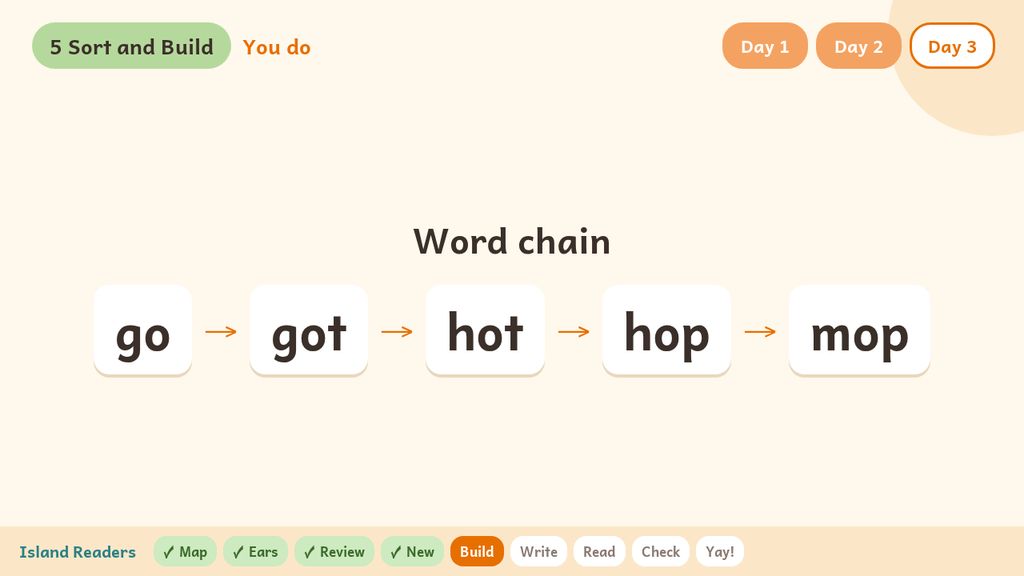 5 Sort and Build You do Day 1 Day 2 Day 3
Word chain
go → got → hot → hop → mop
Island Readers ✓ Map ✓ Ears ✓ Review ✓ New Build Write Read Check Yay!